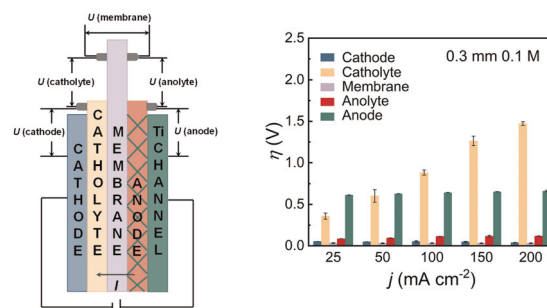 U (membrane)
U (catholyte)
U (anolyte)
U (cathode)
U (anode)
CATHODE
CATHOLYTE
MEMBRANE
ANODE
Ti CHANNEL
I
2.5
2.0
1.5
1.0
0.5
0.0
η (V)
Cathode
Catholyte
Membrane
Anolyte
Anode
0.3 mm 0.1 M
25 50 100 150 200
j (mA cm⁻²)